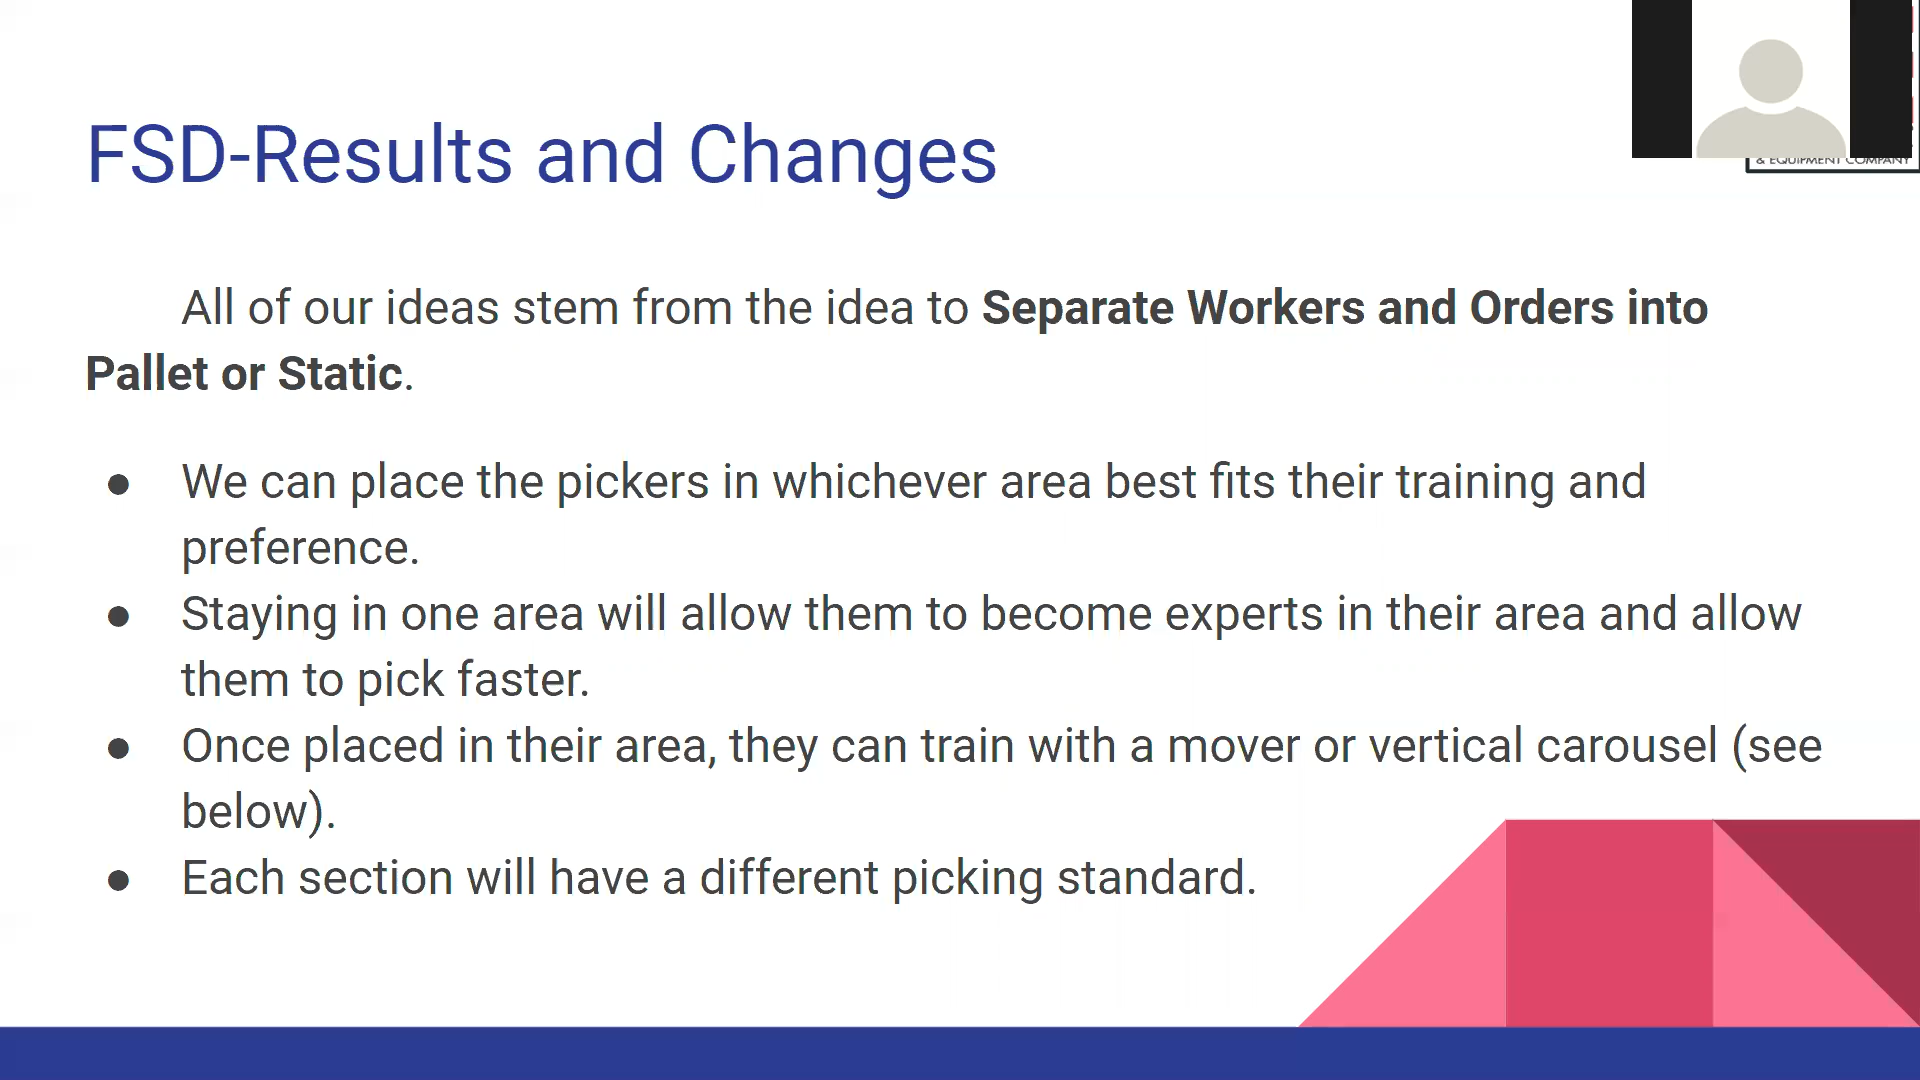 & EQUIPMENT COMPANY
FSD-Results and Changes
All of our ideas stem from the idea to Separate Workers and Orders into
Pallet or Static.
● We can place the pickers in whichever area best fits their training and
preference.
● Staying in one area will allow them to become experts in their area and allow
them to pick faster.
● Once placed in their area, they can train with a mover or vertical carousel (see
below).
● Each section will have a different picking standard.